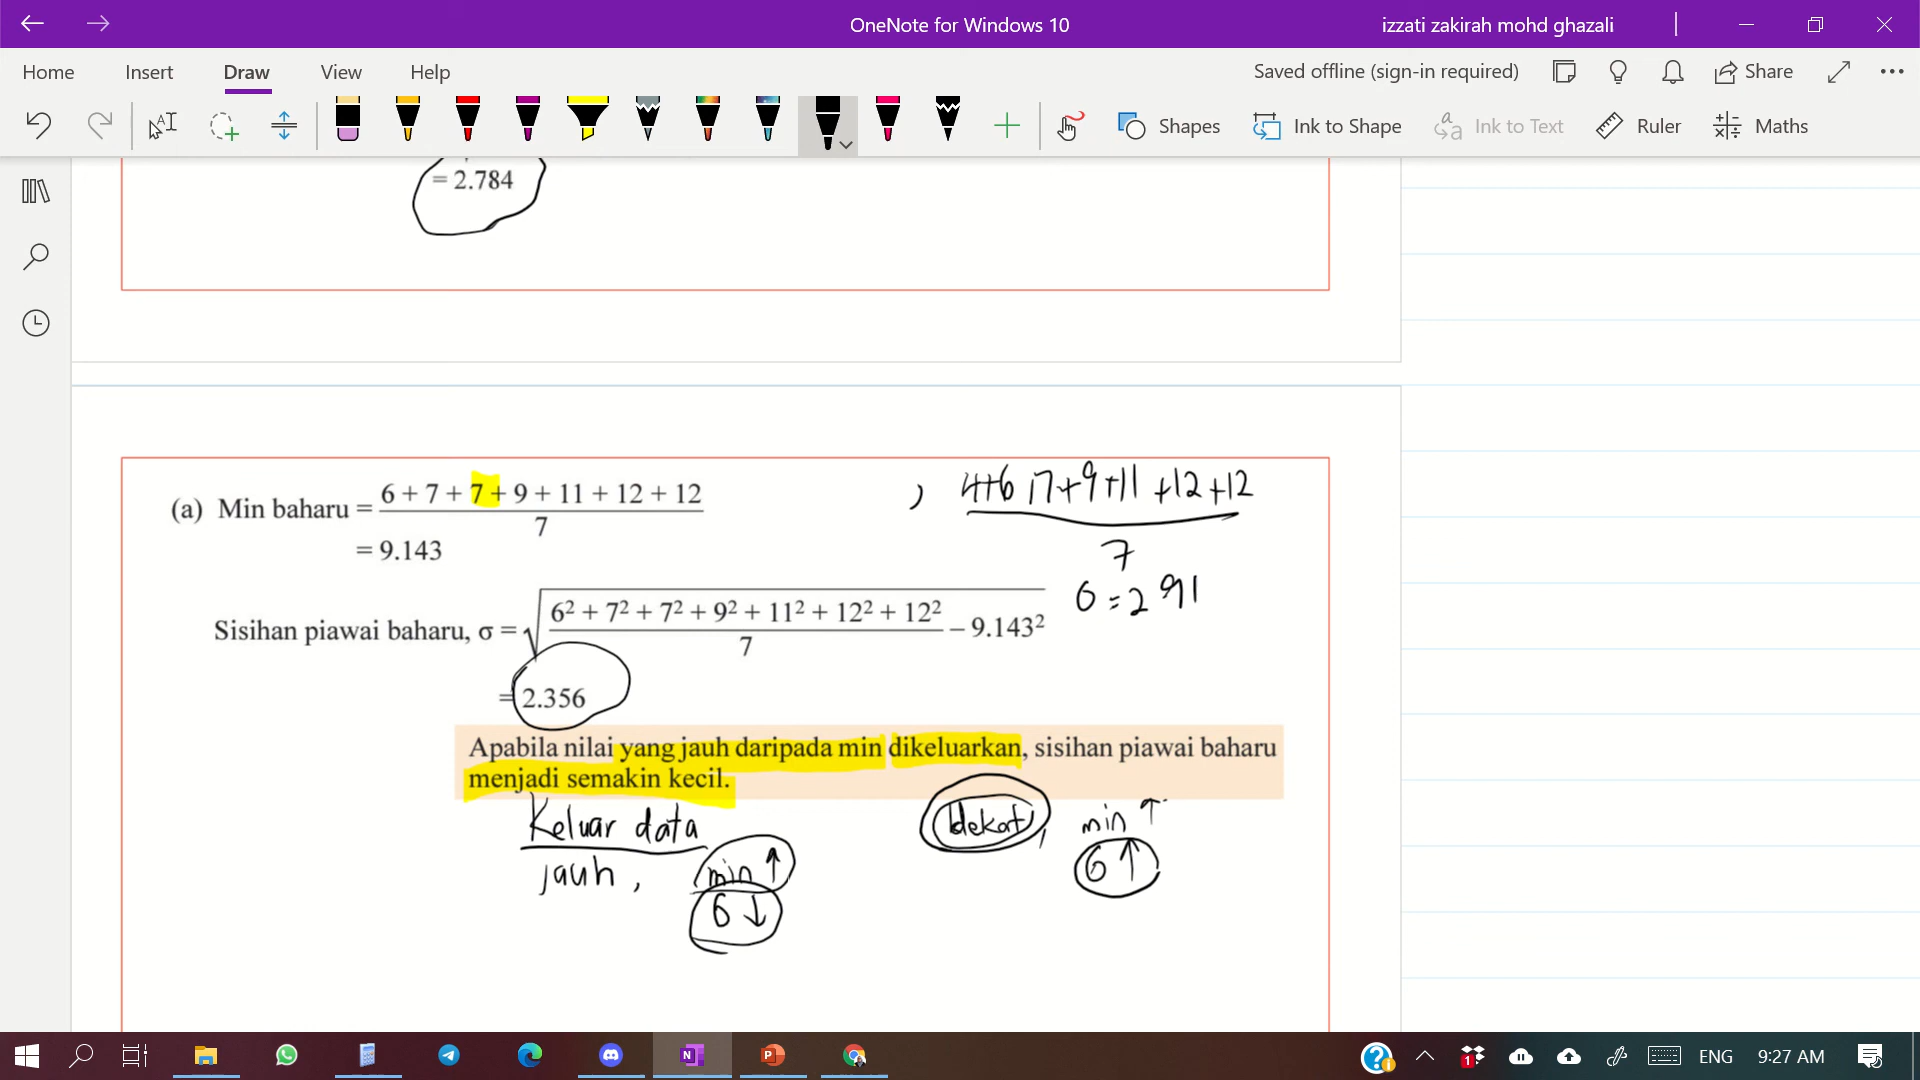 OneNote for Windows 10
izzati zakirah mohd ghazali
Home Insert Draw View Help
Saved offline (sign-in required) Share
Shapes Ink to Shape Ink to Text Ruler Maths
= 2.784
(a) Min baharu = (6 + 7 + 7 + 9 + 11 + 12 + 12) / 7
, (4+6 17+9+11 +12+12) / 7
= 9.143
6 = 2 91
Sisihan piawai baharu, σ = √((6² + 7² + 7² + 9² + 11² + 12² + 12²) / 7 – 9.143²)
= 2.356
Apabila nilai yang jauh daripada min dikeluarkan, sisihan piawai baharu
menjadi semakin kecil.
Keluar data
jauh , min ↑
6 ↓
dekat , min ↑
6 ↑
1
ENG 9:27 AM